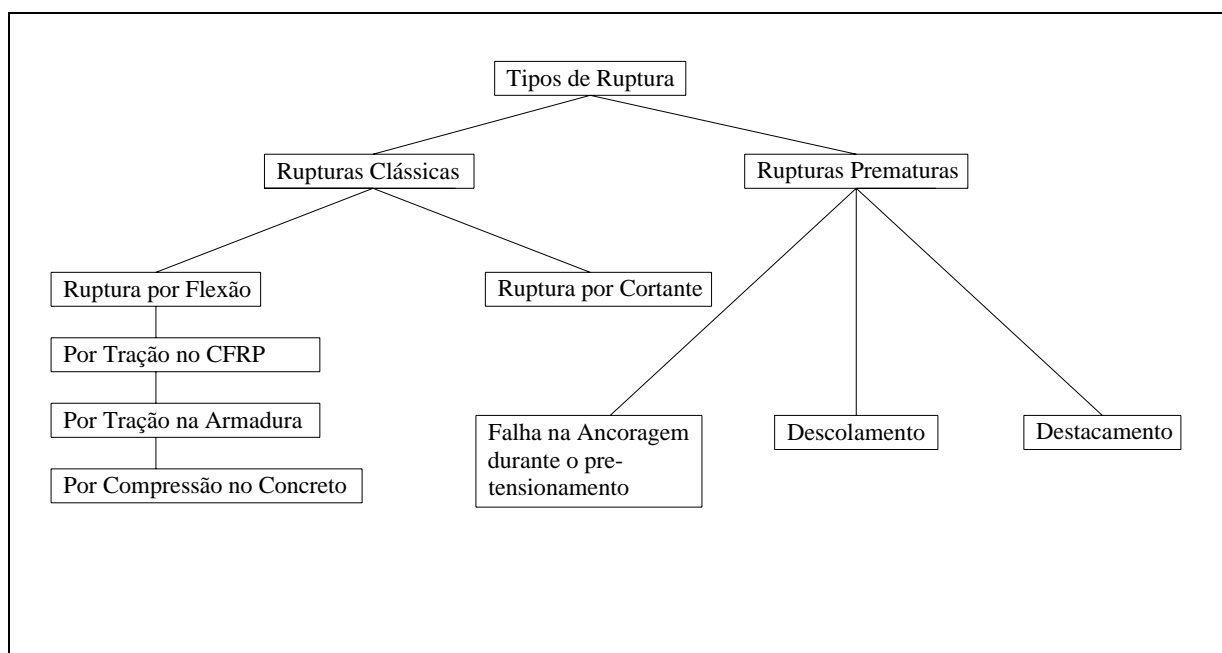 Tipos de Ruptura
Rupturas Clássicas
Rupturas Prematuras
Ruptura por Flexão
Ruptura por Cortante
Por Tração no CFRP
Por Tração na Armadura
Por Compressão no Concreto
Falha na Ancoragem
durante o pre-
tensionamento
Descolamento
Destacamento